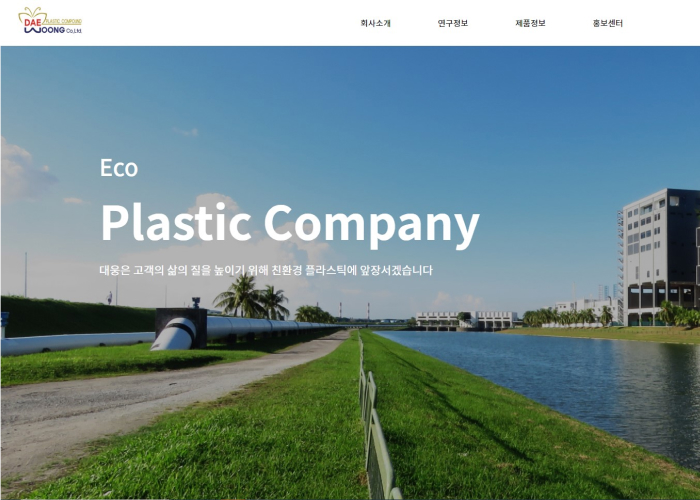 DAE PLASTIC COMPANY
WOONG Co.,Ltd.
회사소개 연구정보 제품정보 홍보센터
Eco
Plastic Company
대웅은 고객의 삶의 질을 높이기 위해 친환경 플라스틱에 앞장서겠습니다